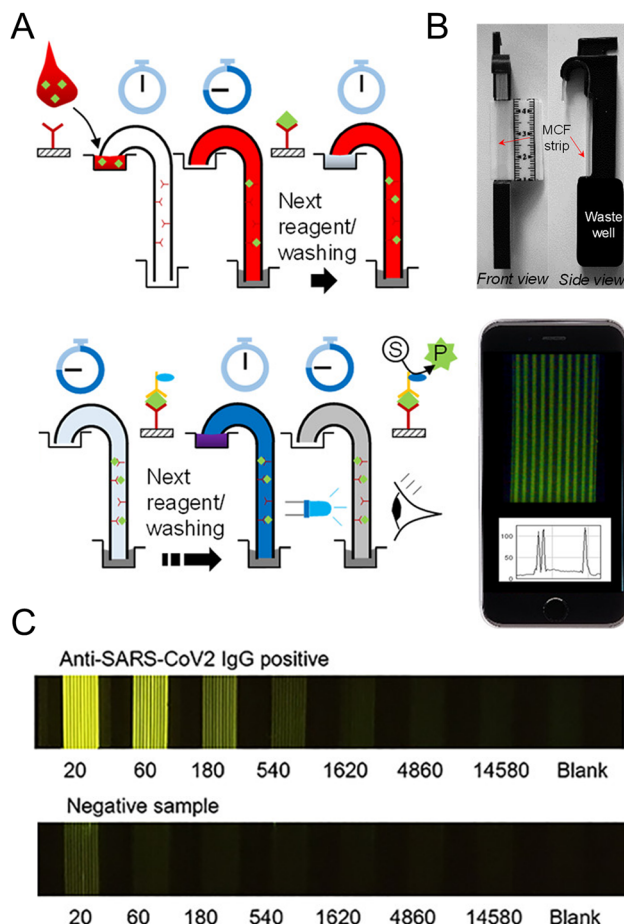 A
B
Next
reagent/
washing
MCF
strip
Waste
well
Front view
Side view
S
P
Next
reagent/
washing
100
50
0
C
Anti-SARS-CoV2 IgG positive
20 60 180 540 1620 4860 14580 Blank
Negative sample
20 60 180 540 1620 4860 14580 Blank